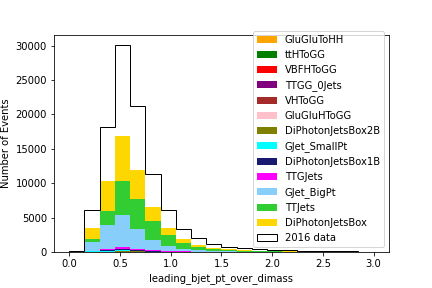 GluGluToHH
ttHToGG
VBFHToGG
TTGG_0Jets
VHToGG
GluGluHToGG
DiPhotonJetsBox2B
GJet_SmallPt
DiPhotonJetsBox1B
TTGJets
GJet_BigPt
TTJets
DiPhotonJetsBox
2016 data
Number of Events
30000
25000
20000
15000
10000
5000
0
0.0 0.5 1.0 1.5 2.0 2.5 3.0
leading_bjet_pt_over_dimass